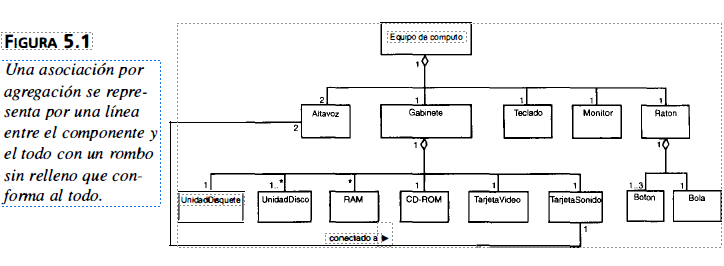 FIGURA 5.1
Una asociación por
agregación se repre-
senta por una línea
entre el componente y
el todo con un rombo
sin relleno que con-
forma al todo.
Equipo de computo
1
2 1 1 1 1
Altavoz Gabinete Teclado Monitor Raton
2
1 1
1 1..* * 1 1 1 1..3 1
UnidadDisquete UnidadDisco RAM CD-ROM TarjetaVideo TarjetaSonido Boton Bola
1
conectado a ▶